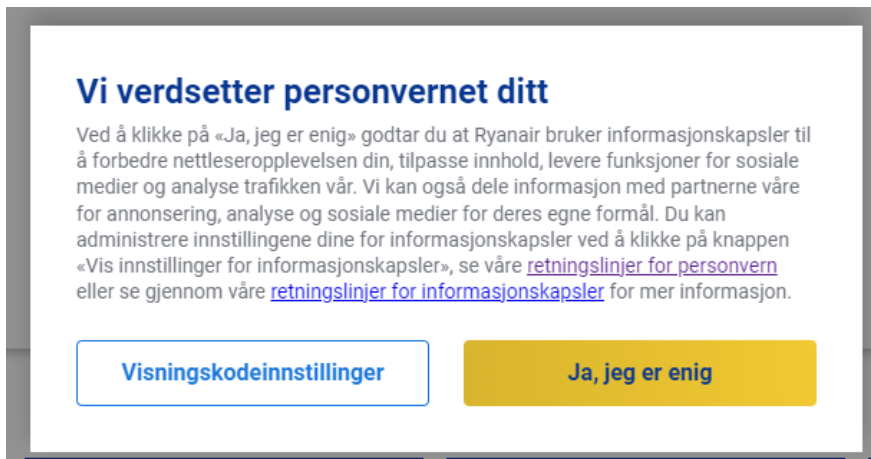 Vi verdsetter personvernet ditt
Ved å klikke på «Ja, jeg er enig» godtar du at Ryanair bruker informasjonskapsler til
å forbedre nettleseropplevelsen din, tilpasse innhold, levere funksjoner for sosiale
medier og analyse trafikken vår. Vi kan også dele informasjon med partnerne våre
for annonsering, analyse og sosiale medier for deres egne formål. Du kan
administrere innstillingene dine for informasjonskapsler ved å klikke på knappen
«Vis innstillinger for informasjonskapsler», se våre retningslinjer for personvern
eller se gjennom våre retningslinjer for informasjonskapsler for mer informasjon.
Visningskodeinnstillinger
Ja, jeg er enig